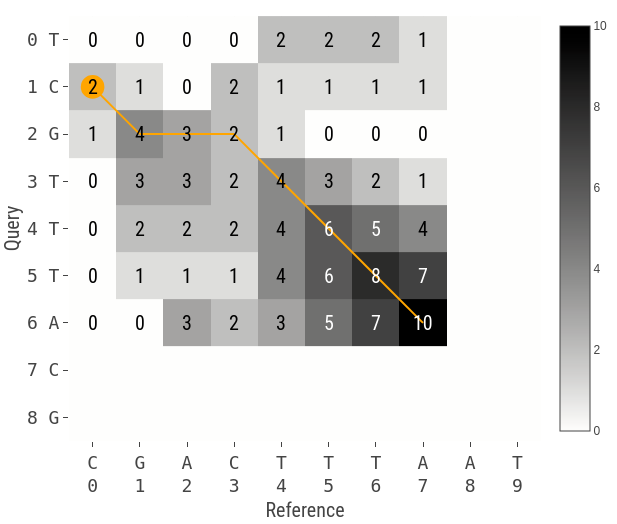 0 T 0 0 0 0 2 2 2 1
1 C 2 1 0 2 1 1 1 1
2 G 1 4 3 2 1 0 0 0
3 T 0 3 3 2 4 3 2 1
4 T 0 2 2 2 4 6 5 4
5 T 0 1 1 1 4 6 8 7
6 A 0 0 3 2 3 5 7 10
7 C
8 G
C G A C T T T A A T
0 1 2 3 4 5 6 7 8 9
Reference
Query
10
8
6
4
2
0